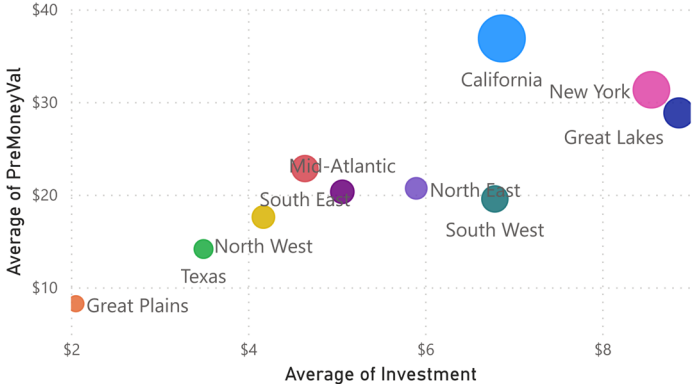 $40
California
New York
$30
Great Lakes
Mid-Atlantic
$20
South East
North East
South West
North West
Texas
$10
Great Plains
$2
$4
$6
$8
Average of PreMoneyVal
Average of Investment